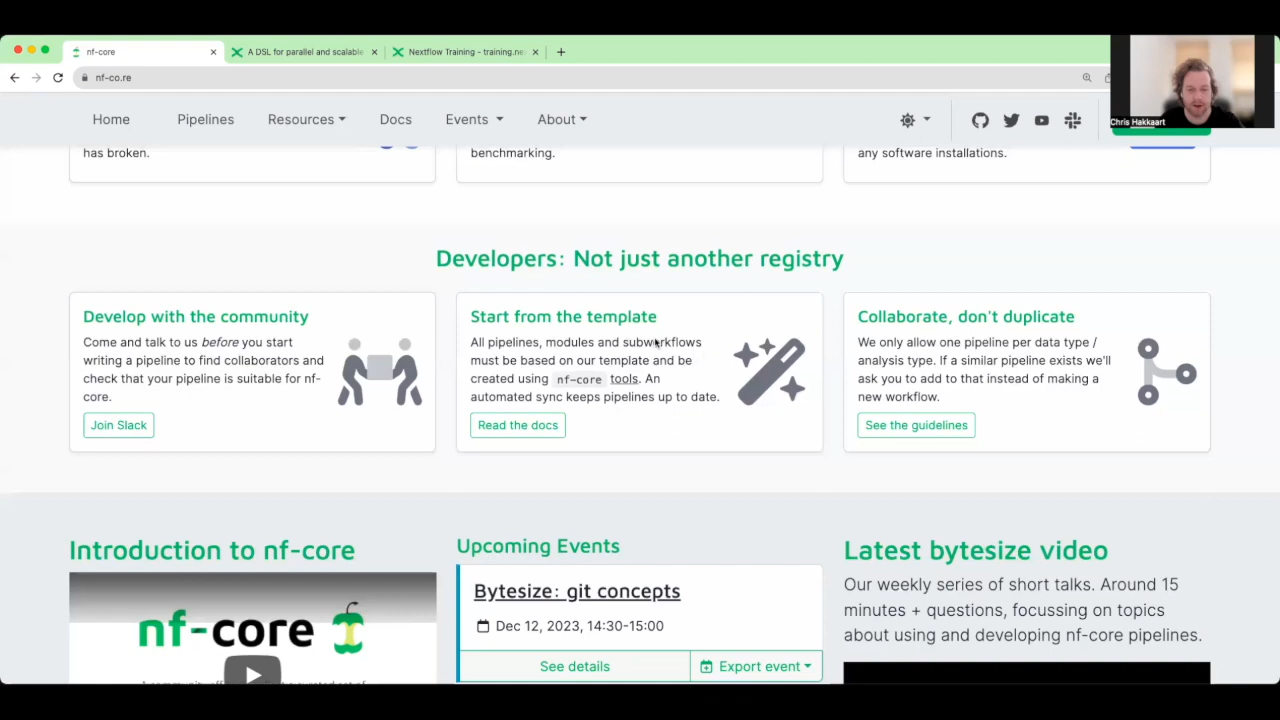 nf-core
A DSL for parallel and scalable
Nextflow Training - training.ne
nf-co.re
Chris Hakkaart
Home
Pipelines
Resources
Docs
Events
About
has broken.
benchmarking.
any software installations.
Developers: Not just another registry
Develop with the community
Come and talk to us before you start
writing a pipeline to find collaborators and
check that your pipeline is suitable for nf-
core.
Join Slack
Start from the template
All pipelines, modules and subworkflows
must be based on our template and be
created using nf-core tools. An
automated sync keeps pipelines up to date.
Read the docs
Collaborate, don't duplicate
We only allow one pipeline per data type /
analysis type. If a similar pipeline exists we'll
ask you to add to that instead of making a
new workflow.
See the guidelines
Introduction to nf-core
nf-core
Upcoming Events
Bytesize: git concepts
Dec 12, 2023, 14:30-15:00
See details
Export event
Latest bytesize video
Our weekly series of short talks. Around 15
minutes + questions, focussing on topics
about using and developing nf-core pipelines.